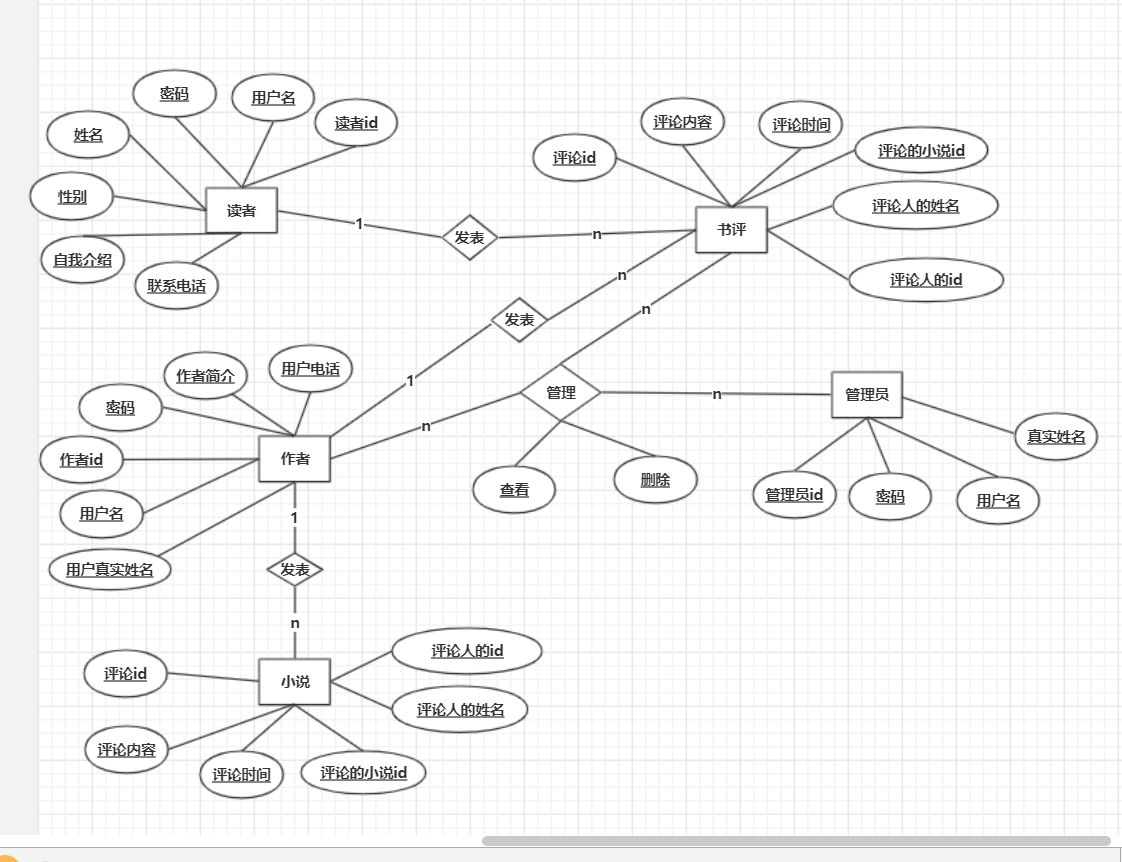 密码
用户名
姓名
读者id
性别
读者
自我介绍
联系电话
1
发表
n
评论内容
评论时间
评论id
评论的小说id
评论人的姓名
书评
评论人的id
n
发表
1
n
作者简介
用户电话
密码
作者id
作者
用户名
用户真实姓名
n
管理
n
管理员
查看
删除
真实姓名
管理员id
密码
用户名
1
发表
n
评论人的id
评论id
小说
评论人的姓名
评论内容
评论时间
评论的小说id